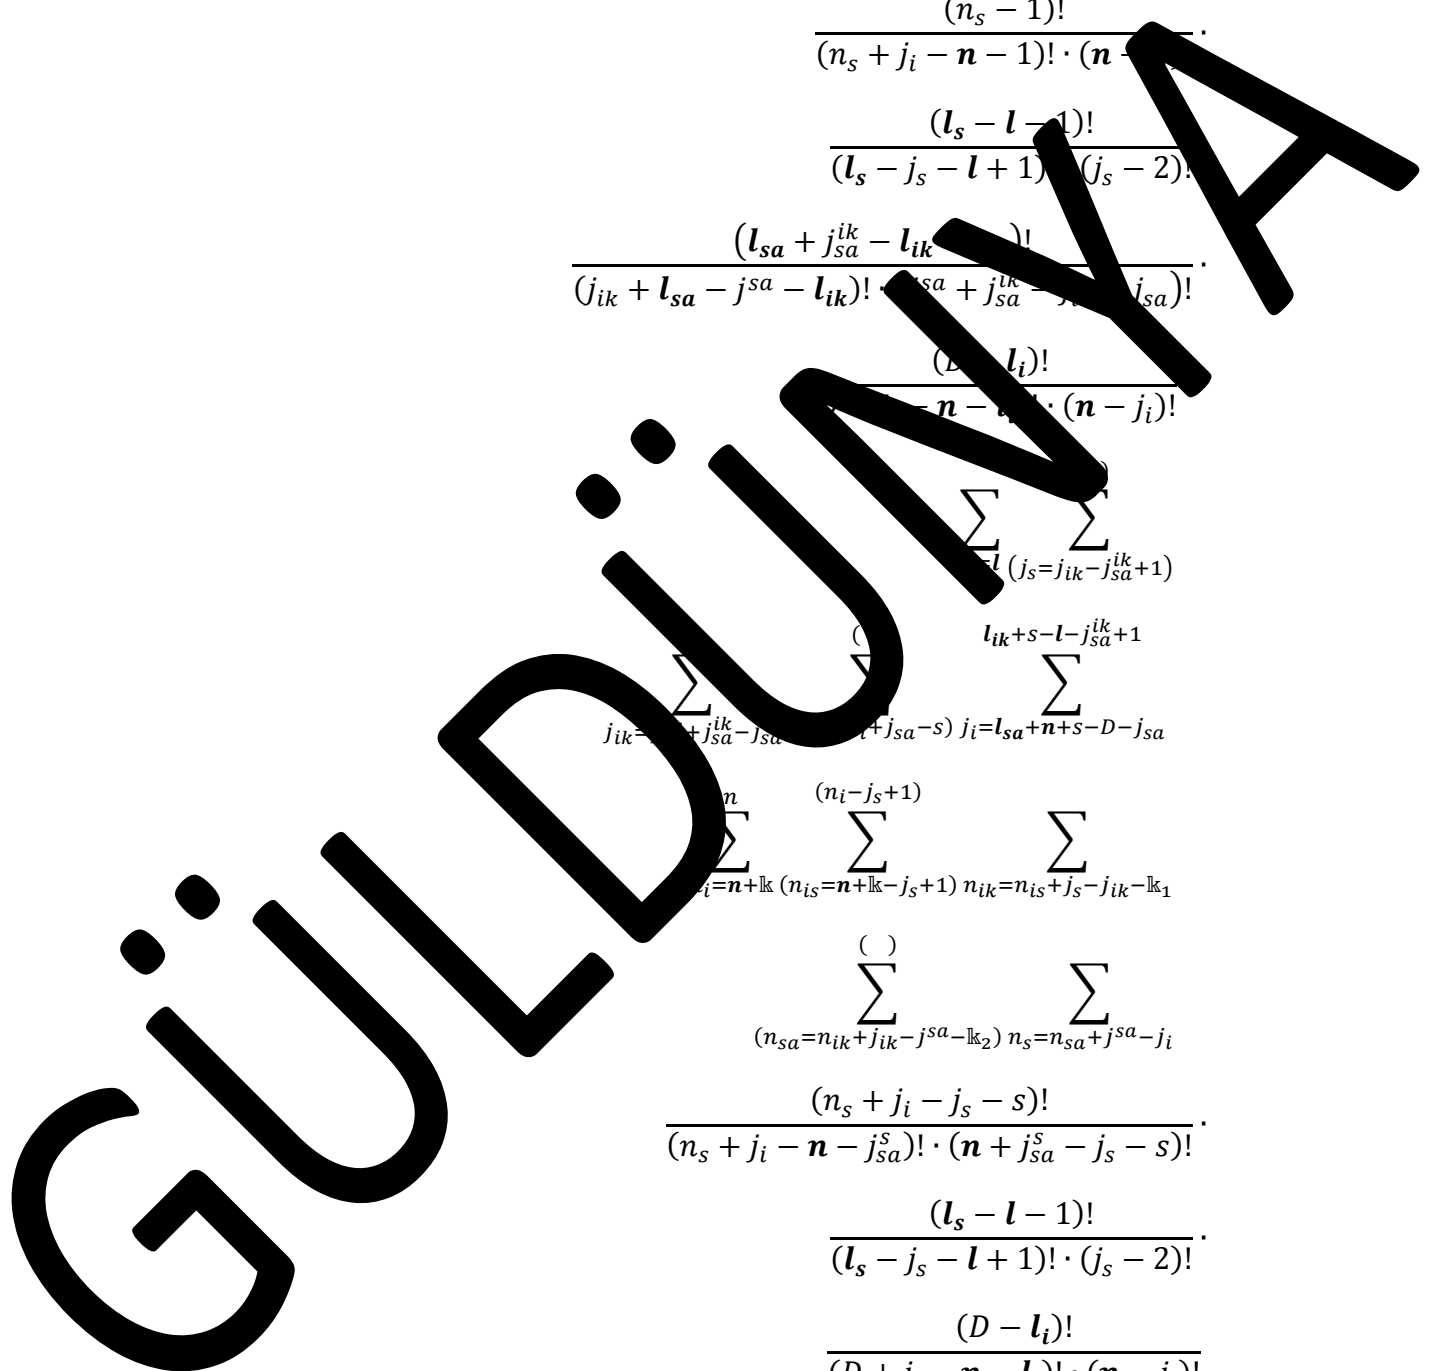 (n_s − 1)!
(n_s + j_i − n − 1)! · (n
(l_s − l − 1)!
(l_s − j_s − l + 1) (j_s − 2)!
(l_sa + j_sa^ik − l_ik )!
(j_ik + l_sa − j^sa − l_ik)! · sa + j_sa^ik − j_sa)! ·
l_i)!
− n − ! · (n − j_i)!
∑ ∑
=l (j_s=j_ik−j_sa^ik+1)
( l_ik+s−l−j_sa^ik+1
∑ ∑ ∑
j_ik= +j_sa^ik−j_sa +j_sa−s) j_i=l_sa+n+s−D−j_sa
n (n_i−j_s+1)
∑ ∑ ∑
i=n+𝕜 (n_is=n+𝕜−j_s+1) n_ik=n_is+j_s−j_ik−𝕜_1
( )
∑ ∑
(n_sa=n_ik+j_ik−j^sa−𝕜_2) n_s=n_sa+j^sa−j_i
(n_s + j_i − j_s − s)!
(n_s + j_i − n − j_sa^s)! · (n + j_sa^s − j_s − s)! ·
(l_s − l − 1)!
(l_s − j_s − l + 1)! · (j_s − 2)! ·
(D − l_i)!
GÜLDÜNYA